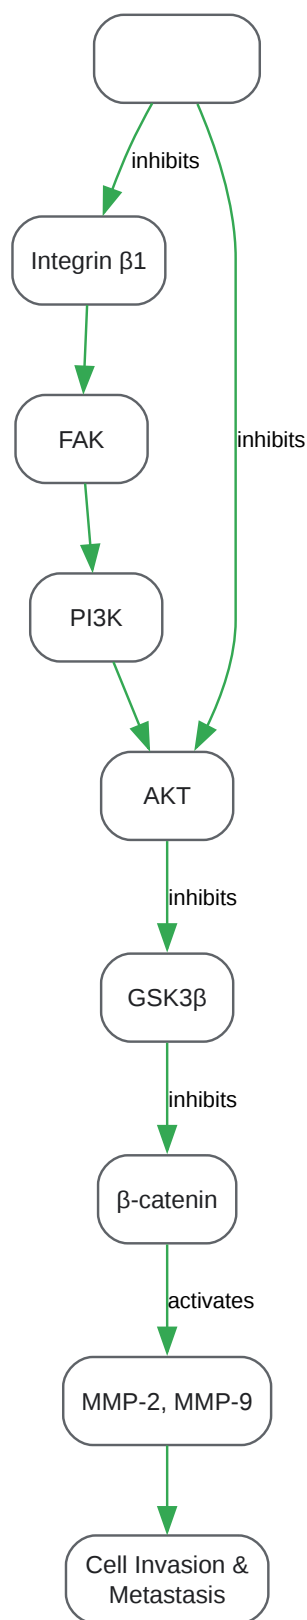 inhibits
Integrin β1
FAK
inhibits
PI3K
AKT
inhibits
GSK3β
inhibits
β-catenin
activates
MMP-2, MMP-9
Cell Invasion &
Metastasis